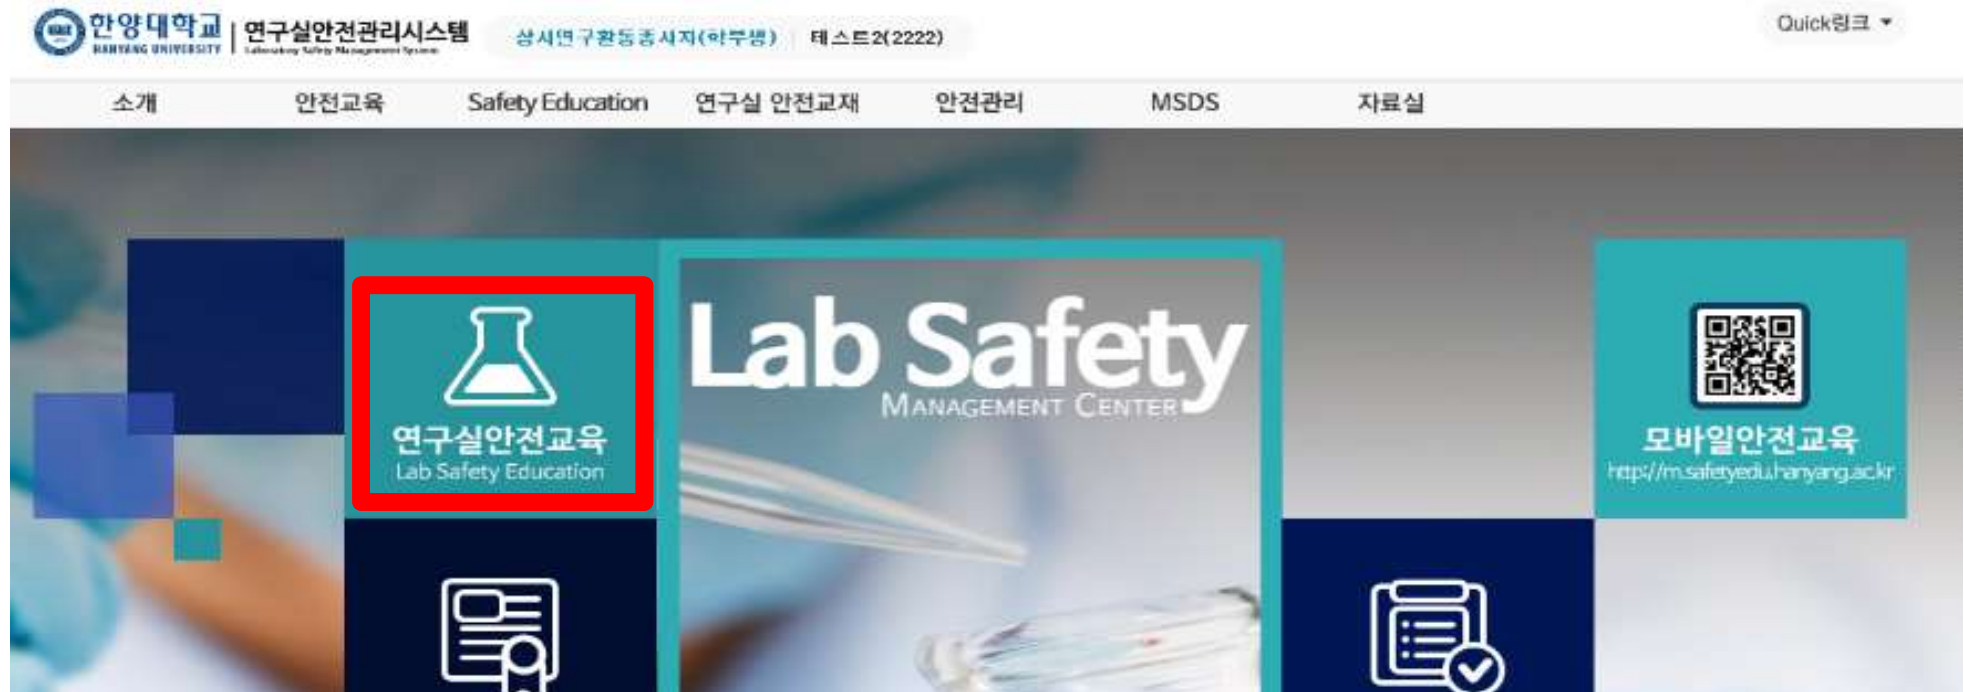 한양대학교
HANYANG UNIVERSITY
연구실안전관리시스템
Laboratory Safety Management System
상시연구활동종사자(학부생) 테스트2(2222)
Quick링크
소개 안전교육 Safety Education 연구실 안전교재 안전관리 MSDS 자료실
연구실안전교육
Lab Safety Education
Lab Safety
MANAGEMENT CENTER
모바일안전교육
http://m.safetyedu.hanyang.ac.kr